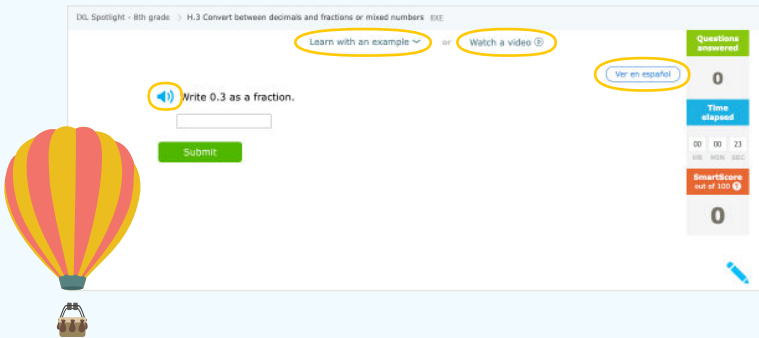 IXL Spotlight - 8th grade > H.3 Convert between decimals and fractions or mixed numbers EXE
Learn with an example or Watch a video
Questions answered
Ver en español
0
Write 0.3 as a fraction.
Time elapsed
Submit
00 00 23
HR MIN SEC
SmartScore
out of 100 ?
0